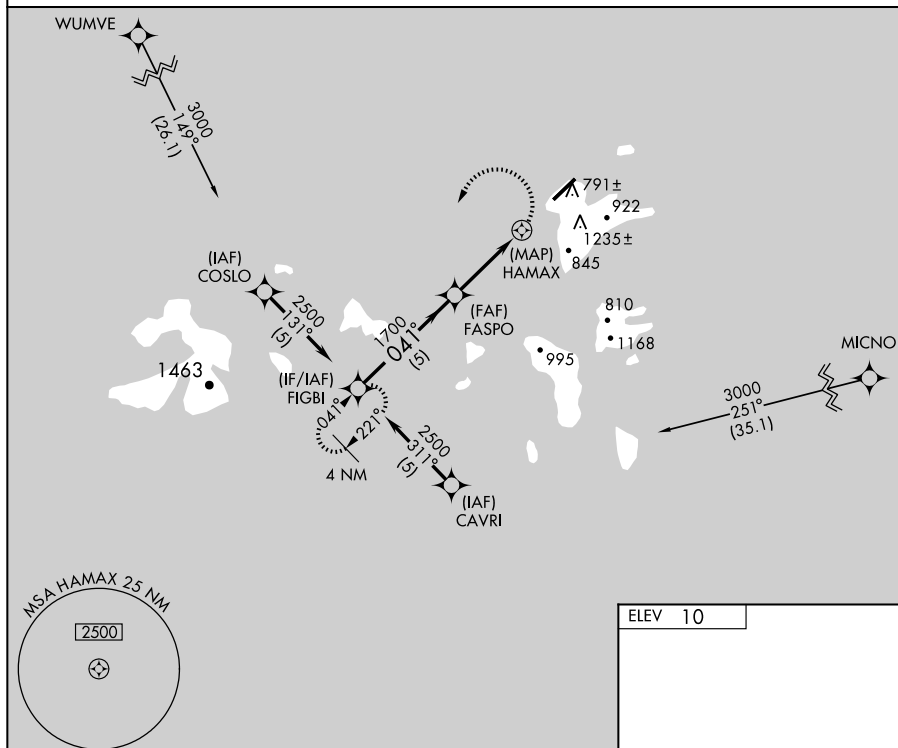 WUMVE
3000
149°
(26.1)
791±
922
1235±
845
(MAP)
HAMAX
(IAF)
COSLO
2500
131°
(5)
(FAF)
FASPO
1700
041°
(5)
810
1168
995
MICNO
3000
251°
(35.1)
1463
(IF/IAF)
FIGBI
041°
221°
4 NM
2500
311°
(5)
(IAF)
CAVRI
MSA HAMAX 25 NM
2500
ELEV 10